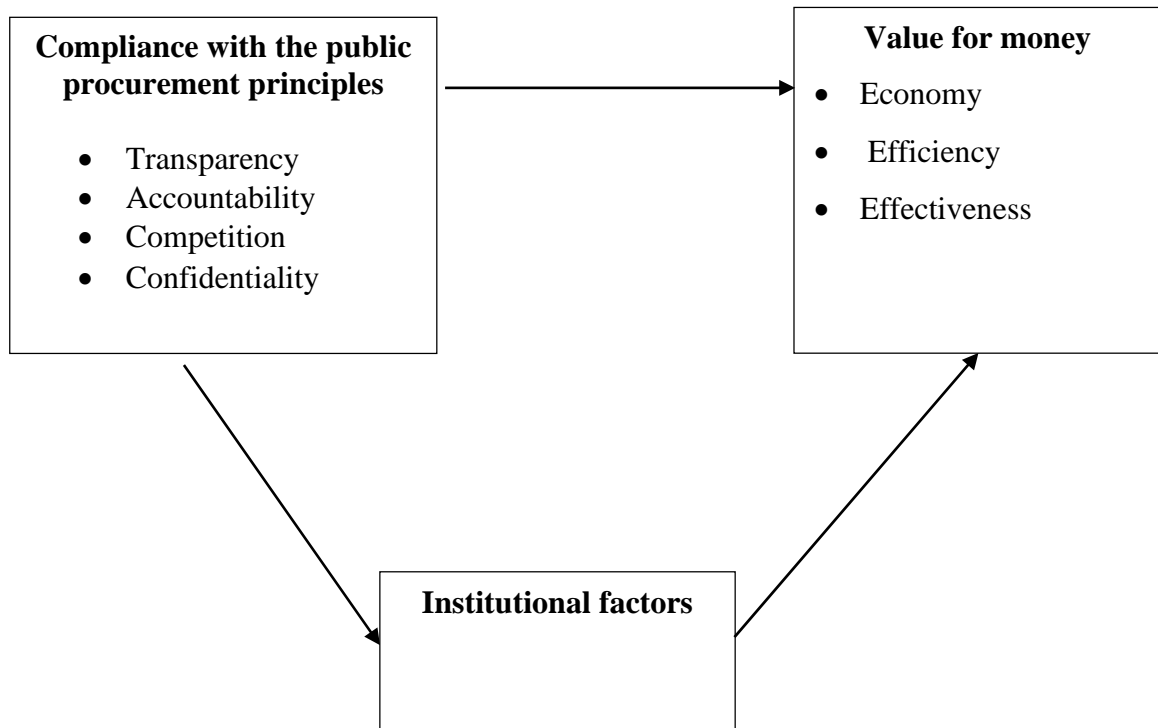 Compliance with the public
procurement principles
• Transparency
• Accountability
• Competition
• Confidentiality
Value for money
• Economy
• Efficiency
• Effectiveness
Institutional factors